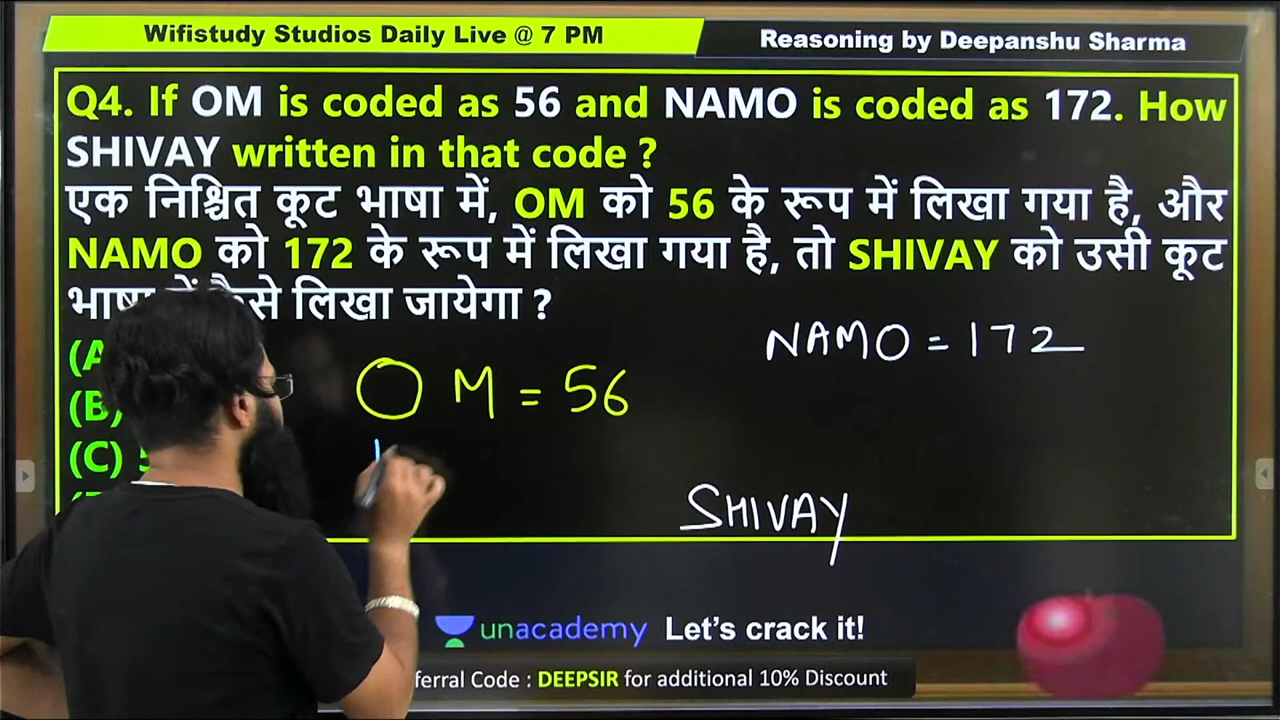 Wifistudy Studios Daily Live @ 7 PM
Reasoning by Deepanshu Sharma
Q4. If OM is coded as 56 and NAMO is coded as 172. How
SHIVAY written in that code ?
एक निश्चित कूट भाषा में, OM को 56 के रूप में लिखा गया है, और
NAMO को 172 के रूप में लिखा गया है, तो SHIVAY को उसी कूट
लिखा जायेगा ?
NAMO = 172
O M = 56
(B)
(C)
SHIVAY
unacademy Let's crack it!
Code : DEEPSIR for additional 10% Discount